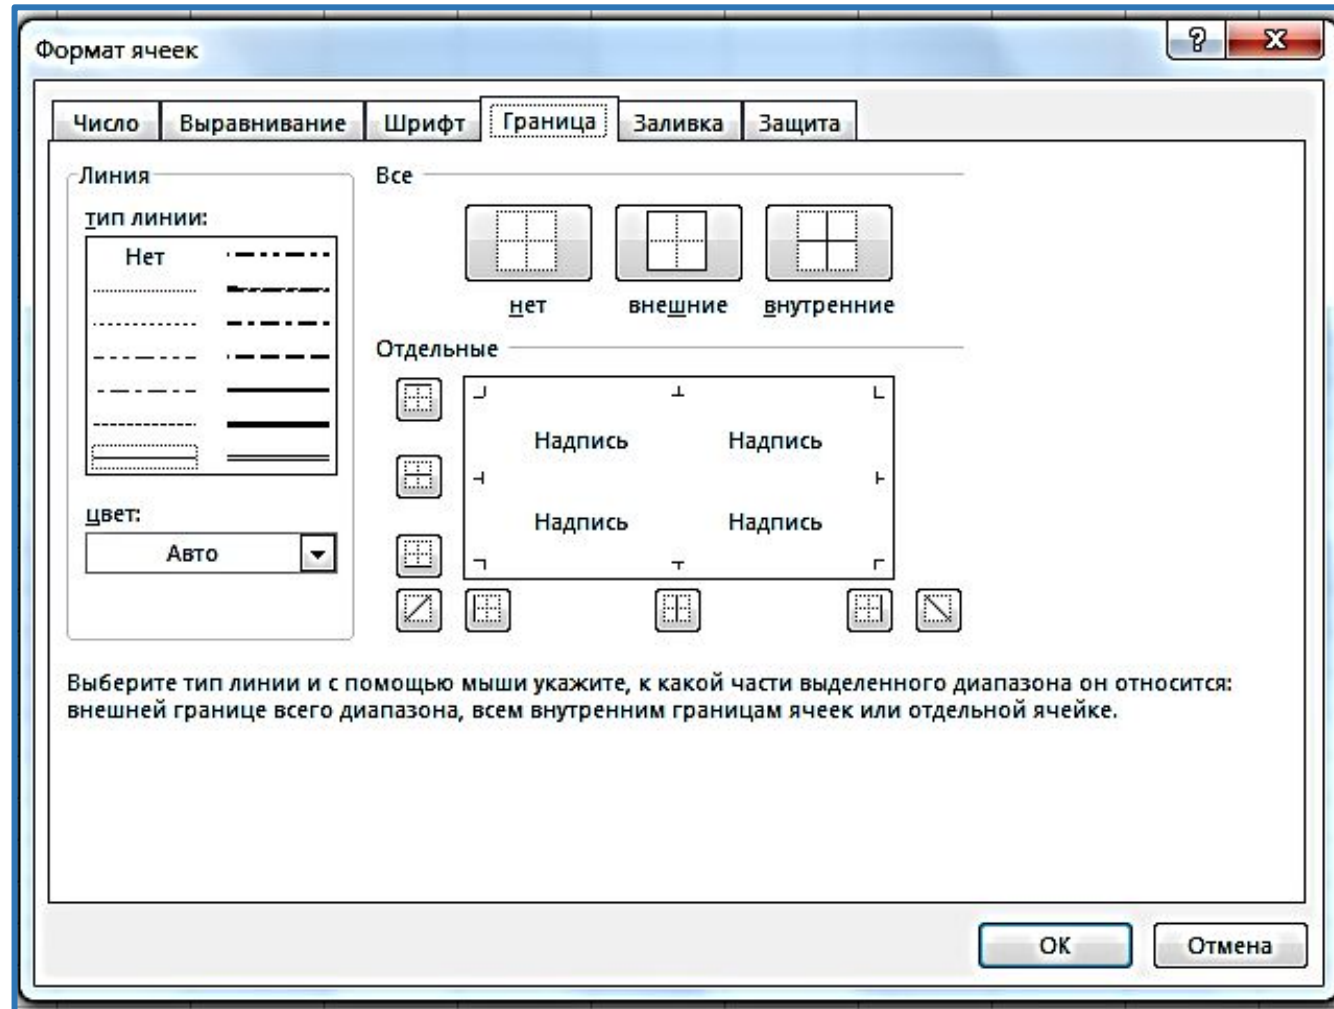 Формат ячеек
Число Выравнивание Шрифт Граница Заливка Защита
Линия
тип линии:
Нет
цвет:
Авто
Все
нет внешние внутренние
Отдельные
Надпись Надпись
Надпись Надпись
Выберите тип линии и с помощью мыши укажите, к какой части выделенного диапазона он относится:
внешней границе всего диапазона, всем внутренним границам ячеек или отдельной ячейке.
ОК Отмена